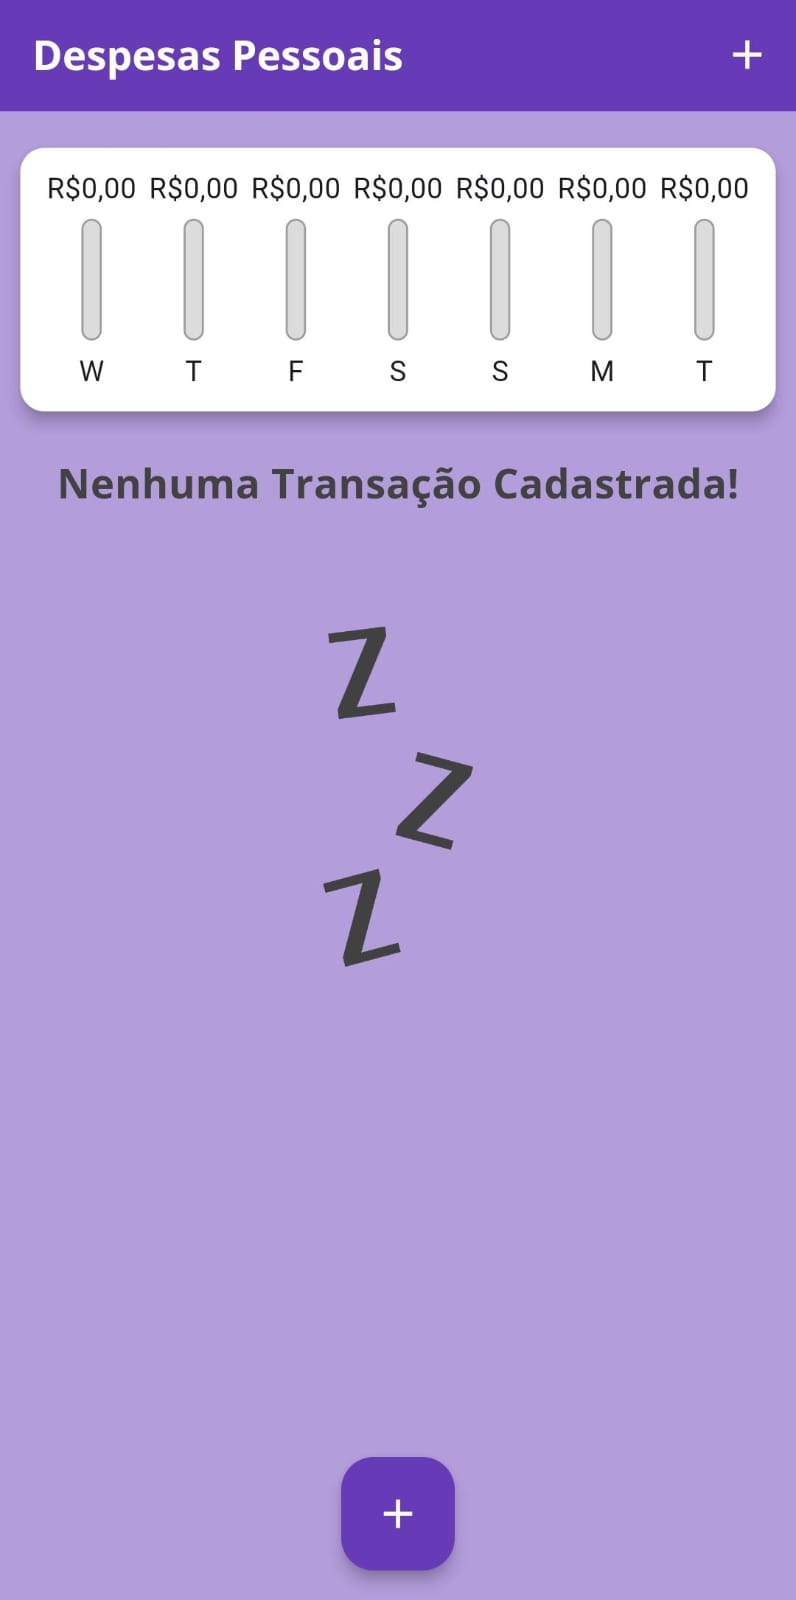 Despesas Pessoais +
R$0,00 R$0,00 R$0,00 R$0,00 R$0,00 R$0,00 R$0,00
W T F S S M T
Nenhuma Transação Cadastrada!
Z
Z
Z
+